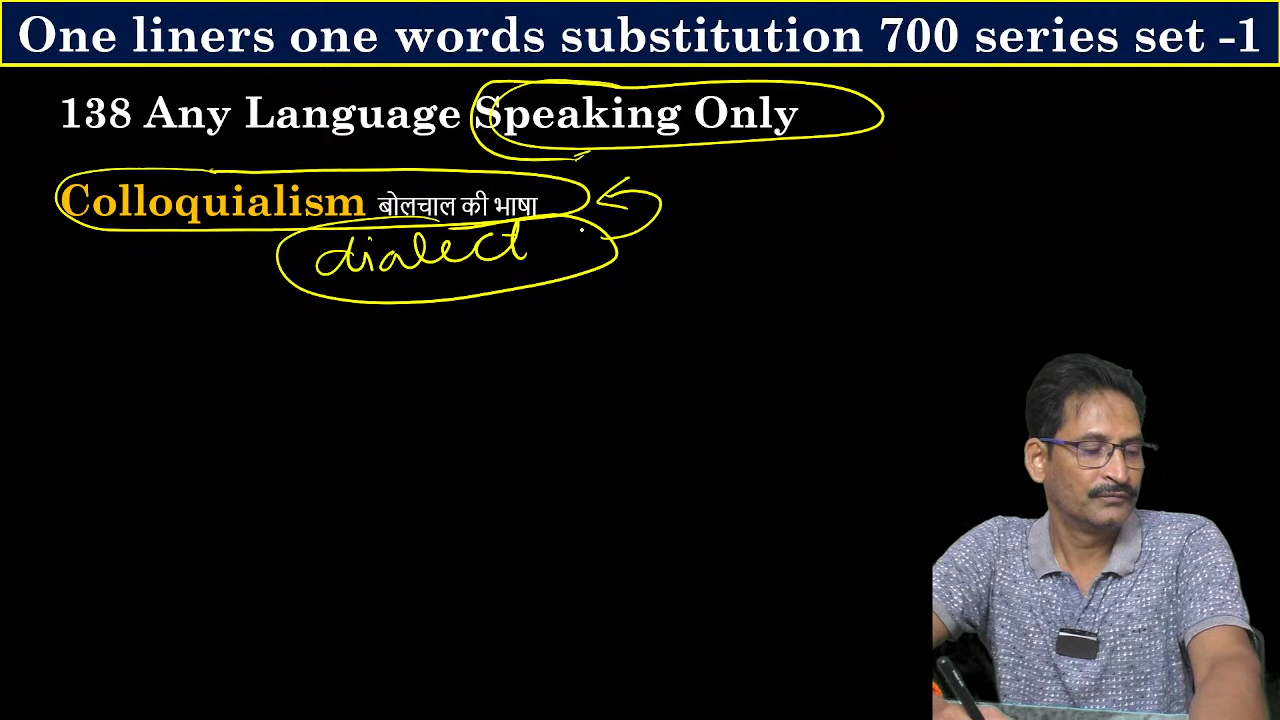 One liners one words substitution 700 series set -1
138 Any Language Speaking Only
Colloquialism बोलचाल की भाषा
dialect